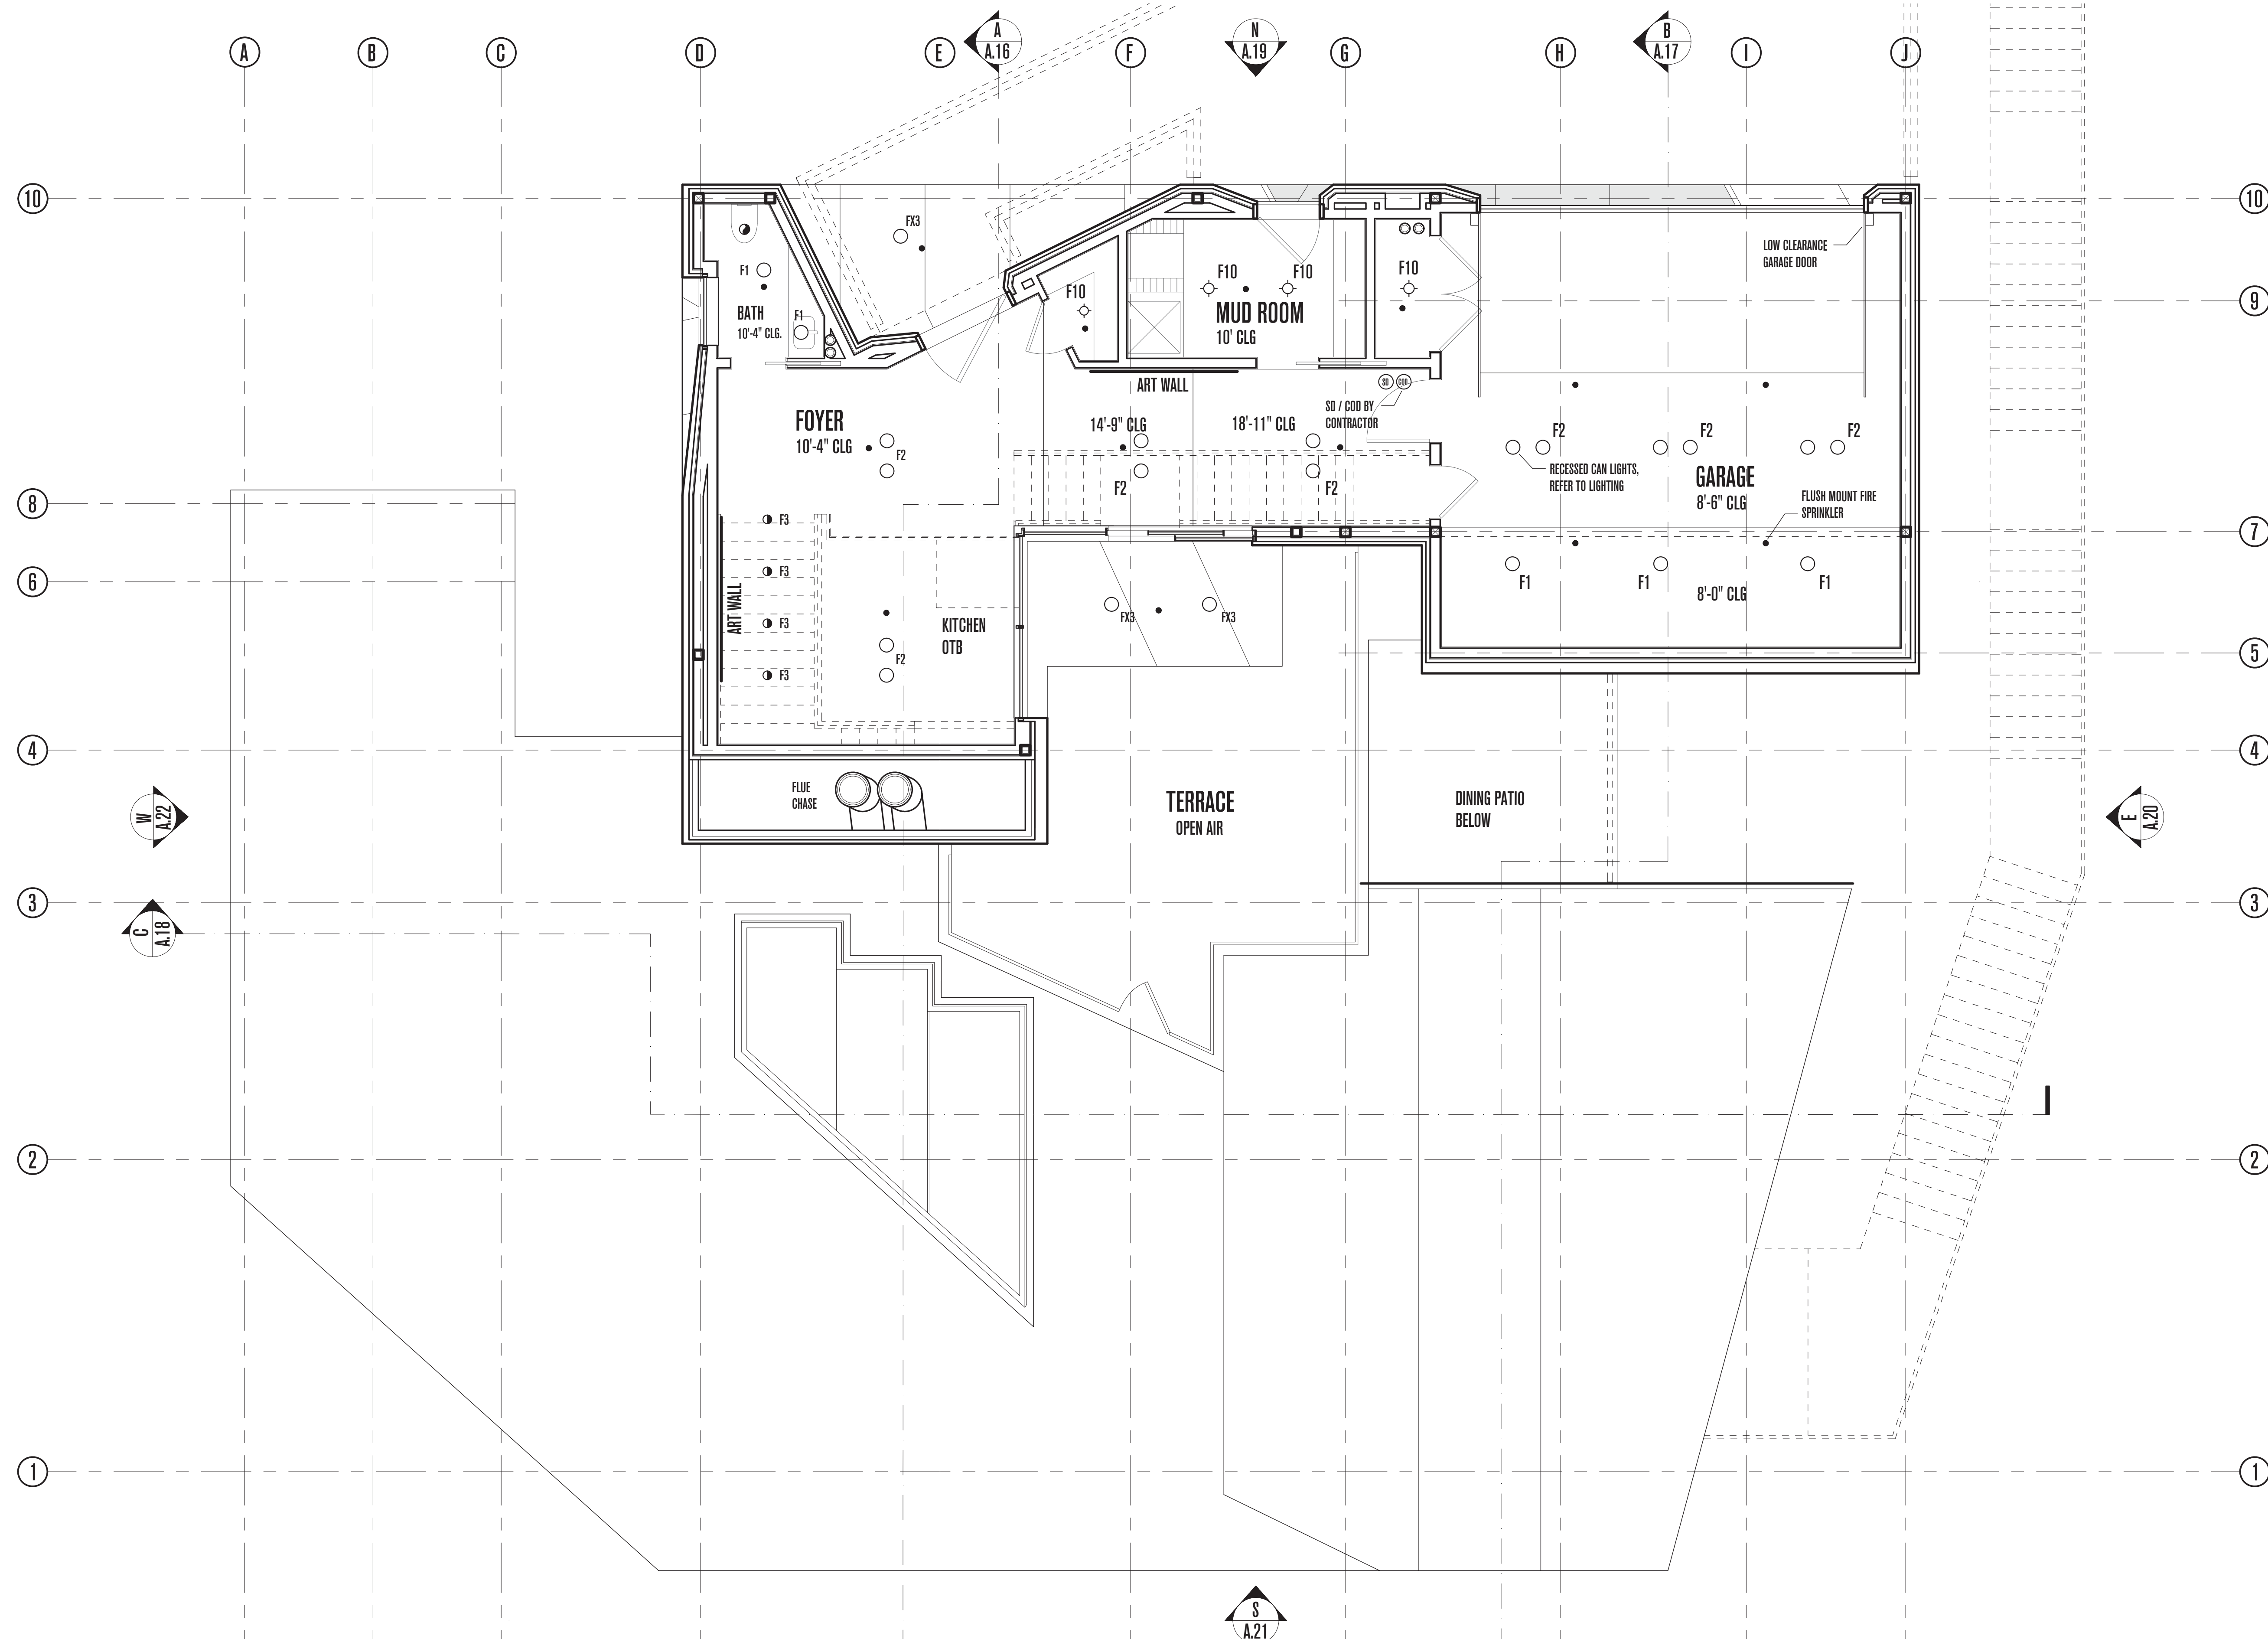 A
B
C
D
E
A
A.16
F
N
A.19
G
H
B
A.17
I
J
10
10
FX3
F1
BATH
10'-4" CLG.
F1
F10
F10
F10
MUD ROOM
10' CLG
F10
LOW CLEARANCE
GARAGE DOOR
9
ART WALL
SD
COD
SD / COD BY
CONTRACTOR
FOYER
10'-4" CLG
F2
14'-9" CLG
F2
18'-11" CLG
F2
F2
F2
F2
RECESSED CAN LIGHTS,
REFER TO LIGHTING
GARAGE
8'-6" CLG
FLUSH MOUNT FIRE
SPRINKLER
8
7
F3
F3
F3
F3
ART WALL
6
F1
F1
F1
8'-0" CLG
FX3
FX3
KITCHEN
OTB
F2
5
4
4
FLUE
CHASE
TERRACE
OPEN AIR
DINING PATIO
BELOW
W
A.22
E
A.20
3
3
C
A.18
2
2
1
1
S
A.21